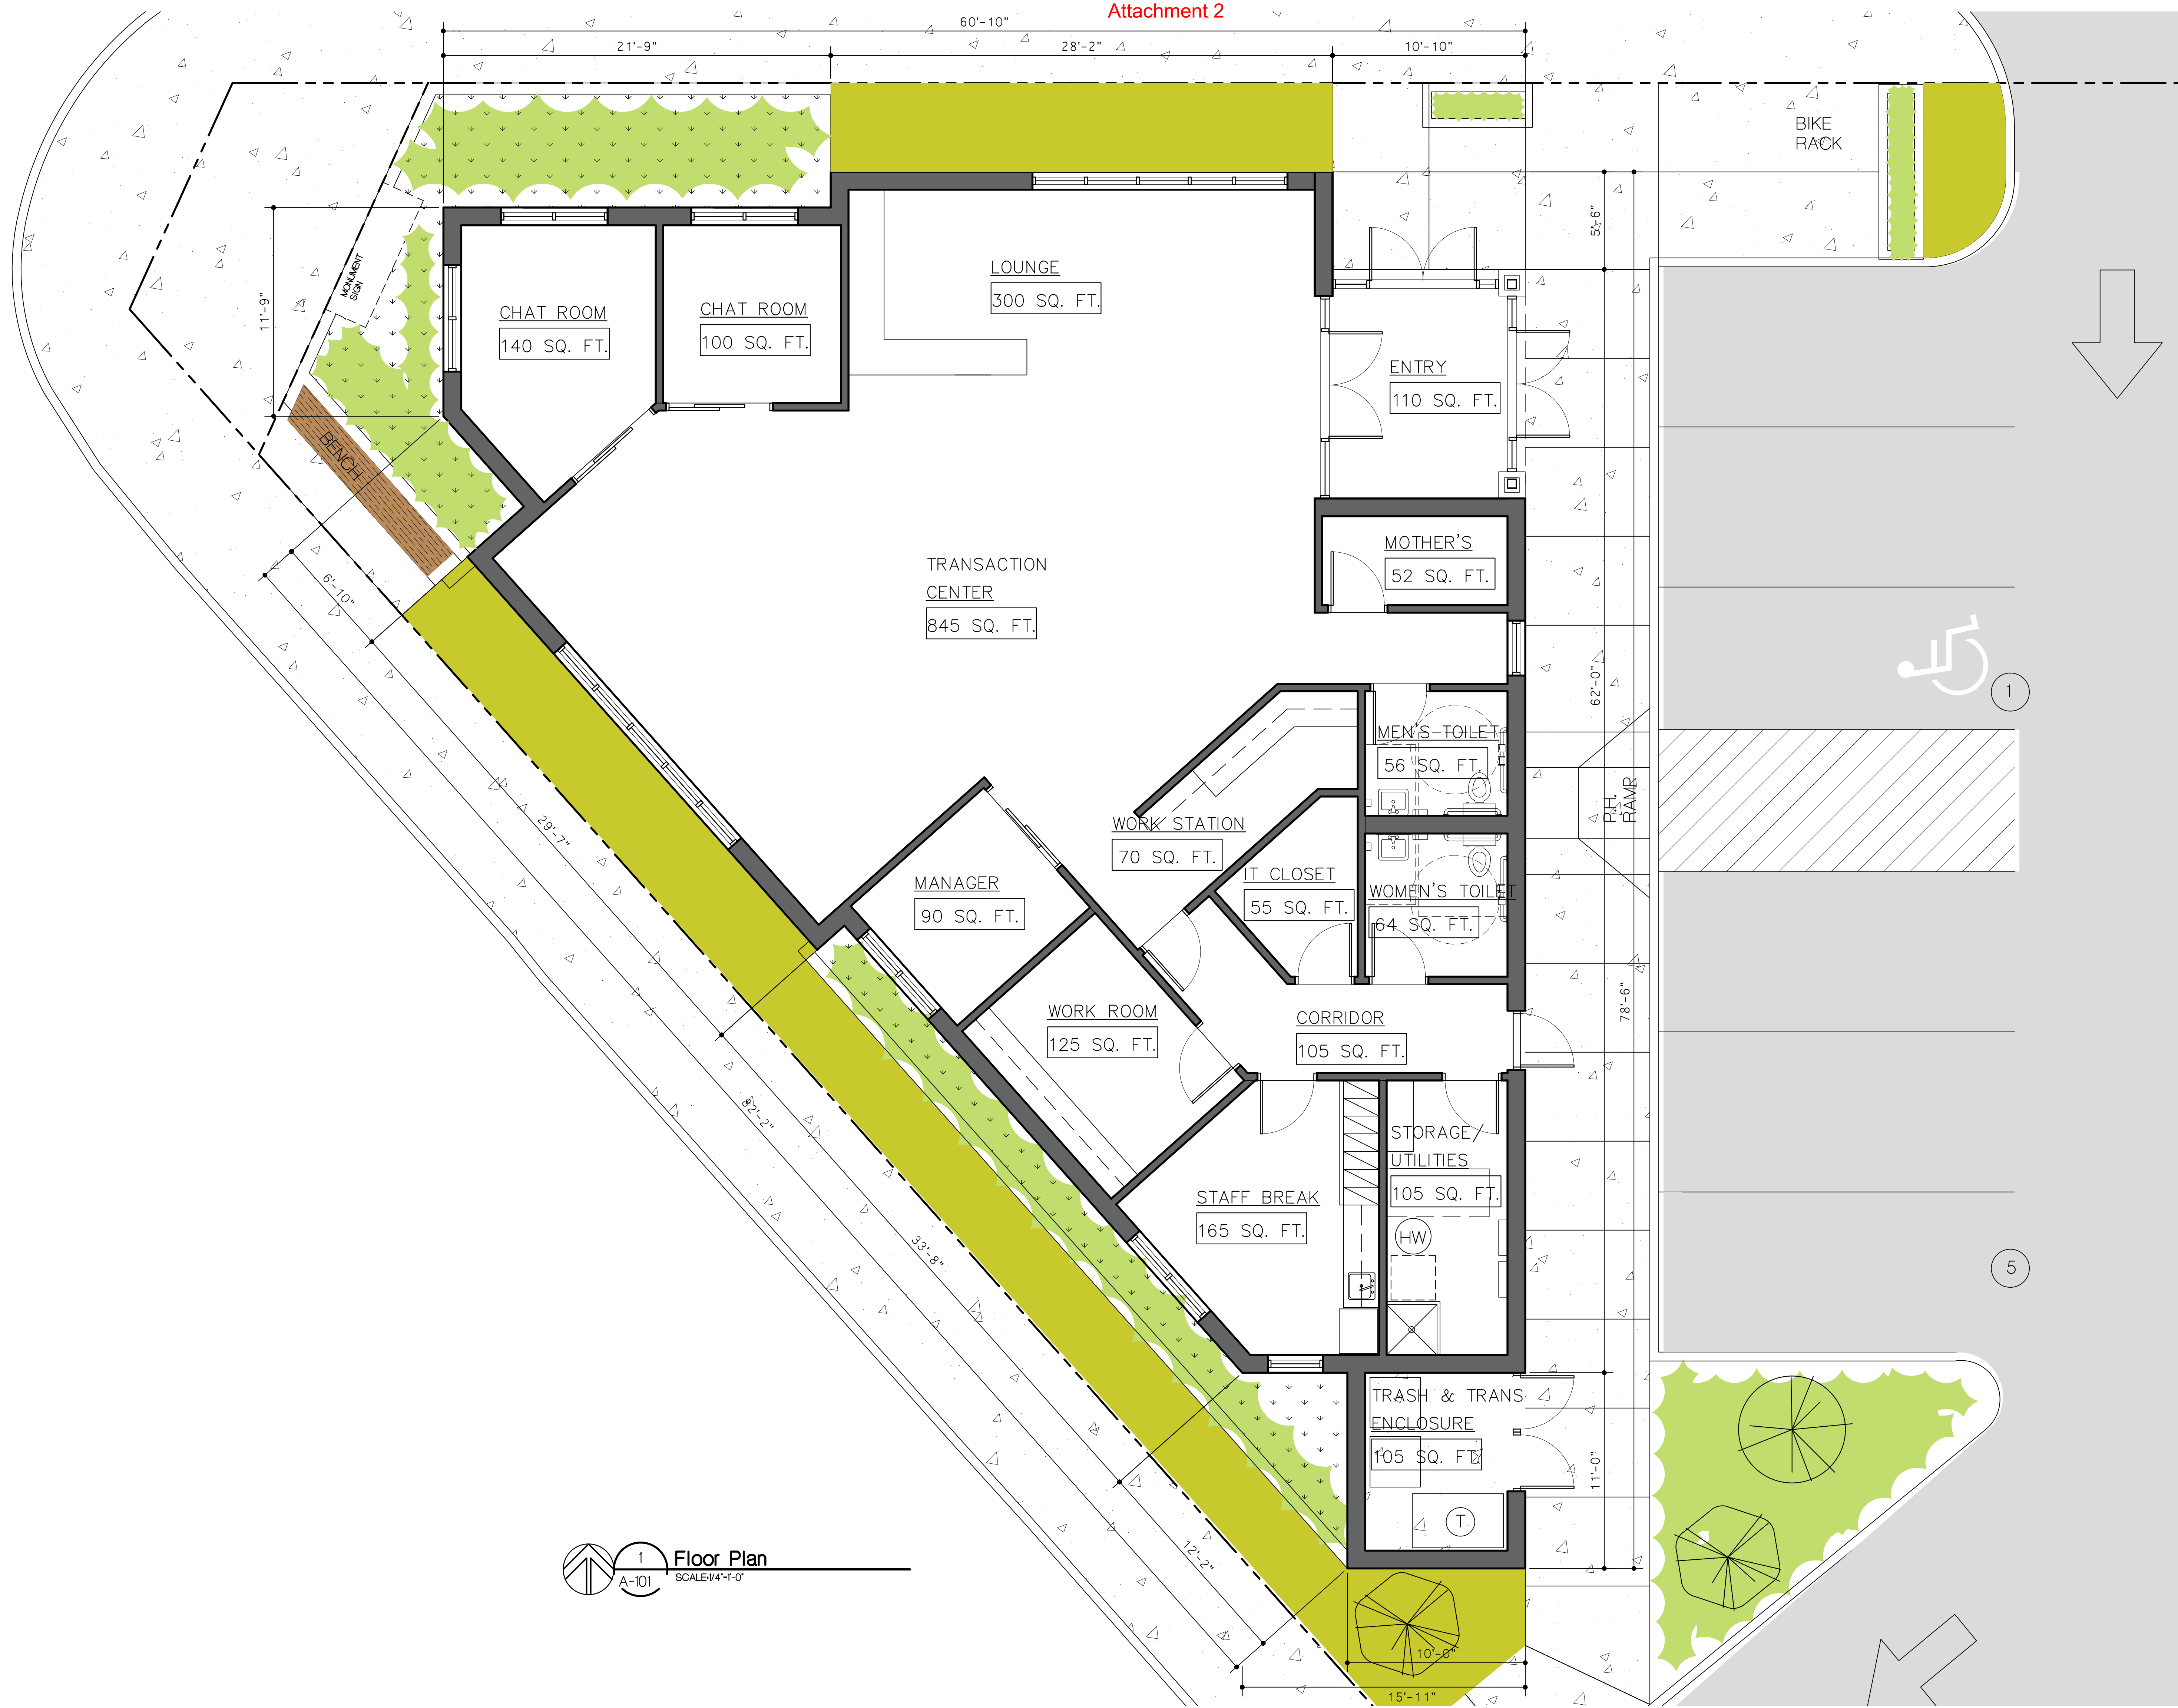 Attachment 2
60'-10"
21'-9"
28'-2"
10'-10"
BIKE
RACK
5'-6"
11'-9"
MONUMENT
SIGN
LOUNGE
300 SQ. FT.
CHAT ROOM
140 SQ. FT.
CHAT ROOM
100 SQ. FT.
ENTRY
110 SQ. FT.
BENCH
MOTHER'S
52 SQ. FT.
TRANSACTION
CENTER
845 SQ. FT.
6'-10"
62'-0"
1
MEN'S TOILET
56 SQ. FT.
P.H.
RAMP
29'-7"
WORK STATION
70 SQ. FT.
MANAGER
90 SQ. FT.
IT CLOSET
55 SQ. FT.
WOMEN'S TOILET
64 SQ. FT.
78'-6"
WORK ROOM
125 SQ. FT.
CORRIDOR
105 SQ. FT.
82'-2"
STORAGE/
UTILITIES
105 SQ. FT.
STAFF BREAK
165 SQ. FT.
HW
33'-8"
5
TRASH & TRANS
ENCLOSURE
105 SQ. FT.
11'-0"
T
12'-2"
1
A-101
Floor Plan
SCALE:1/4"=1'-0"
10'-0"
15'-11"